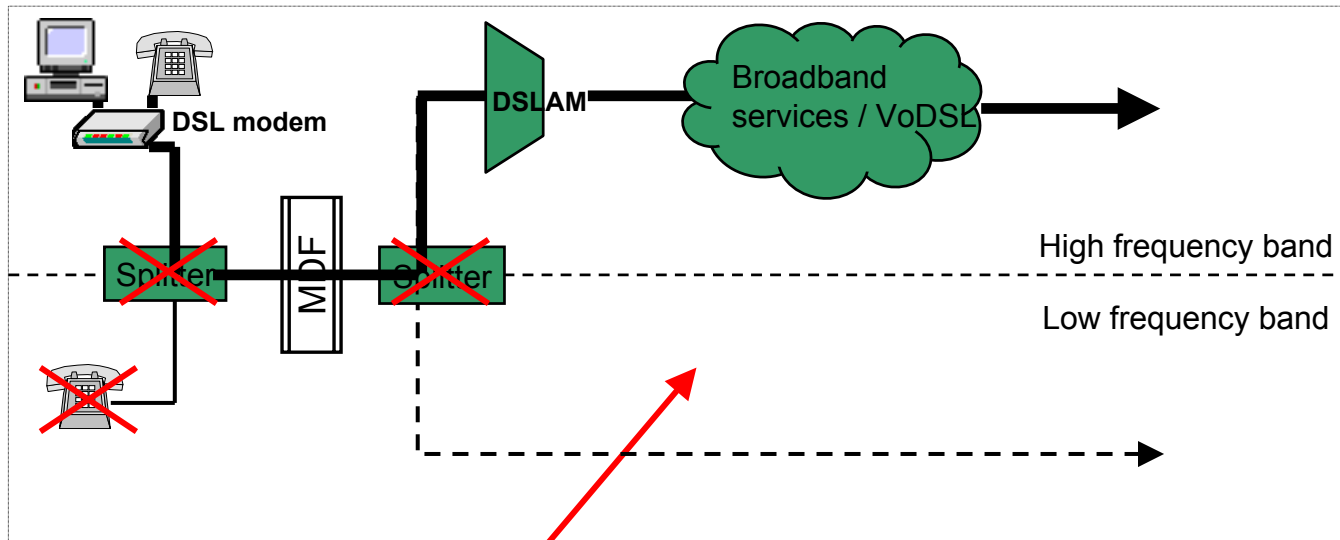 DSL modem
DSLAM
Broadband
services / VoDSL
Splitter
MDF
Splitter
High frequency band
Low frequency band